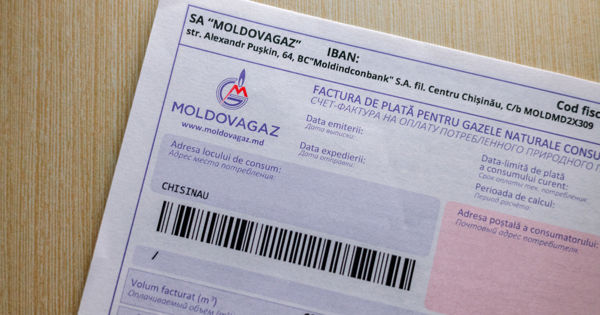 SA "MOLDOVAGAZ" IBAN:
str. Alexandr Pușkin, 64, BC"Moldindconbank" S.A. fil. Centru Chișinău, C/b MOLDMD2X309
Cod fisc
MOLDOVAGAZ
www.moldovagaz.md
FACTURA DE PLATĂ PENTRU GAZELE NATURALE CONSU
СЧЕТ-ФАКТУРА НА ОПЛАТУ ПОТРЕБЛЕННОГО ПРИРОДНОГО Г
Data emiterii:
Дата выписки:
Data expedierii:
Дата отправки:
Data-limită de plată
a consumului curent:
Срок оплаты тек. потребления:
Perioada de calcul:
Период расчёта:
Adresa locului de consum:
Адрес места потребления:
CHISINAU
/
Adresa poștală a consumatorului:
Почтовый адрес потребителя:
Volum facturat (m³)
Оплачиваемый объём (м³)